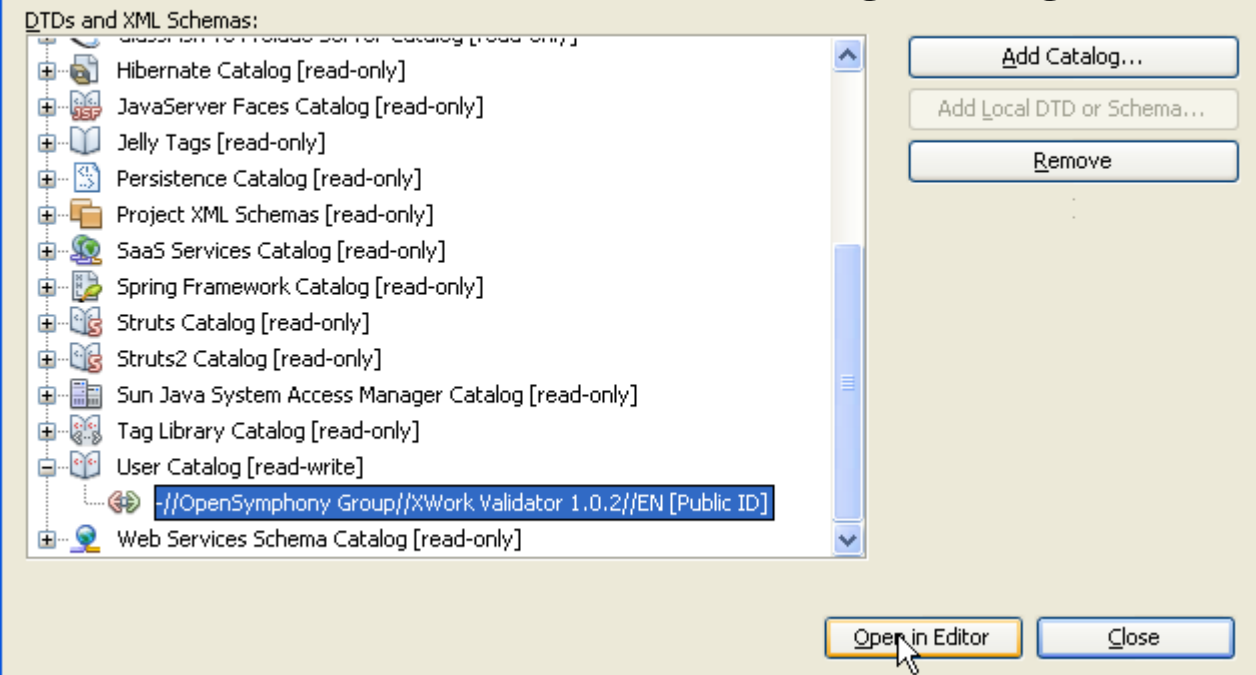 DTDs and XML Schemas:
Hibernate Catalog [read-only]
JavaServer Faces Catalog [read-only]
Jelly Tags [read-only]
Persistence Catalog [read-only]
Project XML Schemas [read-only]
SaaS Services Catalog [read-only]
Spring Framework Catalog [read-only]
Struts Catalog [read-only]
Struts2 Catalog [read-only]
Sun Java System Access Manager Catalog [read-only]
Tag Library Catalog [read-only]
User Catalog [read-write]
-//OpenSymphony Group//XWork Validator 1.0.2//EN [Public ID]
Web Services Schema Catalog [read-only]
Add Catalog...
Add Local DTD or Schema...
Remove
Open in Editor
Close